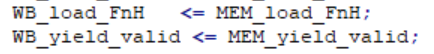 WB_load_FnH   <= MEM_load_FnH;
WB_yield_valid <= MEM_yield_valid;